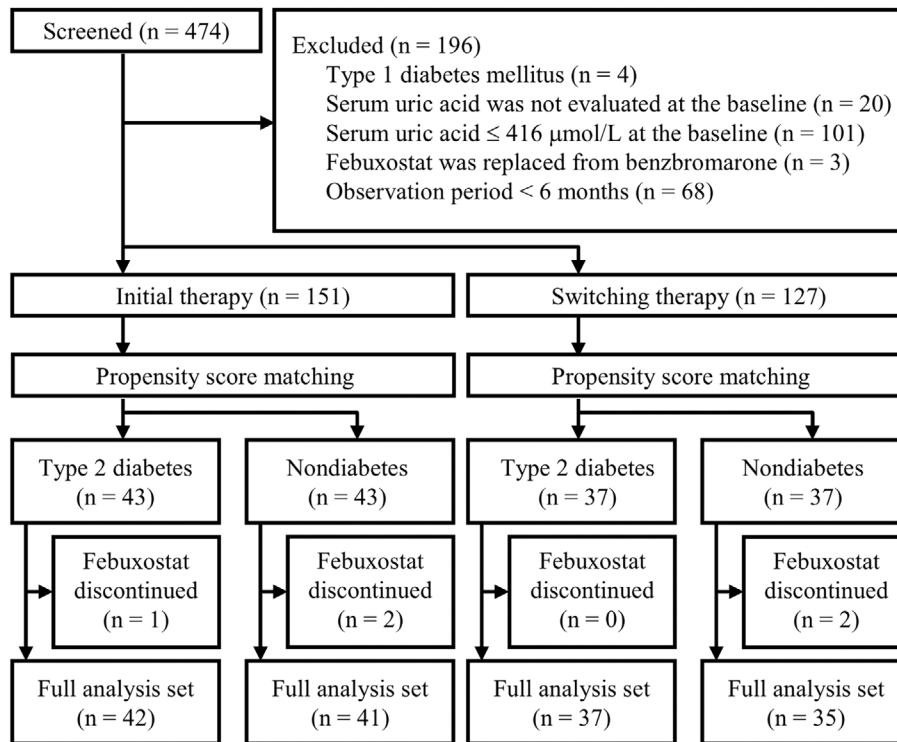 Screened (n = 474)
Excluded (n = 196)
Type 1 diabetes mellitus (n = 4)
Serum uric acid was not evaluated at the baseline (n = 20)
Serum uric acid ≤ 416 μmol/L at the baseline (n = 101)
Febuxostat was replaced from benzbromarone (n = 3)
Observation period < 6 months (n = 68)
Initial therapy (n = 151)
Switching therapy (n = 127)
Propensity score matching
Propensity score matching
Type 2 diabetes
(n = 43)
Nondiabetes
(n = 43)
Type 2 diabetes
(n = 37)
Nondiabetes
(n = 37)
Febuxostat
discontinued
(n = 1)
Febuxostat
discontinued
(n = 2)
Febuxostat
discontinued
(n = 0)
Febuxostat
discontinued
(n = 2)
Full analysis set
(n = 42)
Full analysis set
(n = 41)
Full analysis set
(n = 37)
Full analysis set
(n = 35)